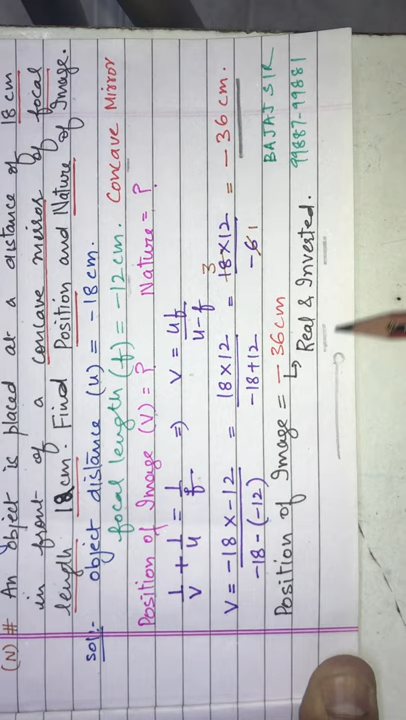 (N) # An object is placed at a distance of 18 cm
in front of a concave mirror of focal
length 12 cm. Find Position and Nature of Image.
sol:- object distance (u) = -18 cm.
focal length (f) = -12 cm. Concave Mirror
Position of Image (V) = ? Nature = ?
1/V + 1/u = 1/f => V = uf/u-f
V = -18 x -12/-18-(-12) = 18 x 12/-18+12 = 3 18 x 12/-6 1 = -36 cm.
Position of Image = -36 cm
↳ Real & Inverted.
BAJAJ SIR
99887-99881